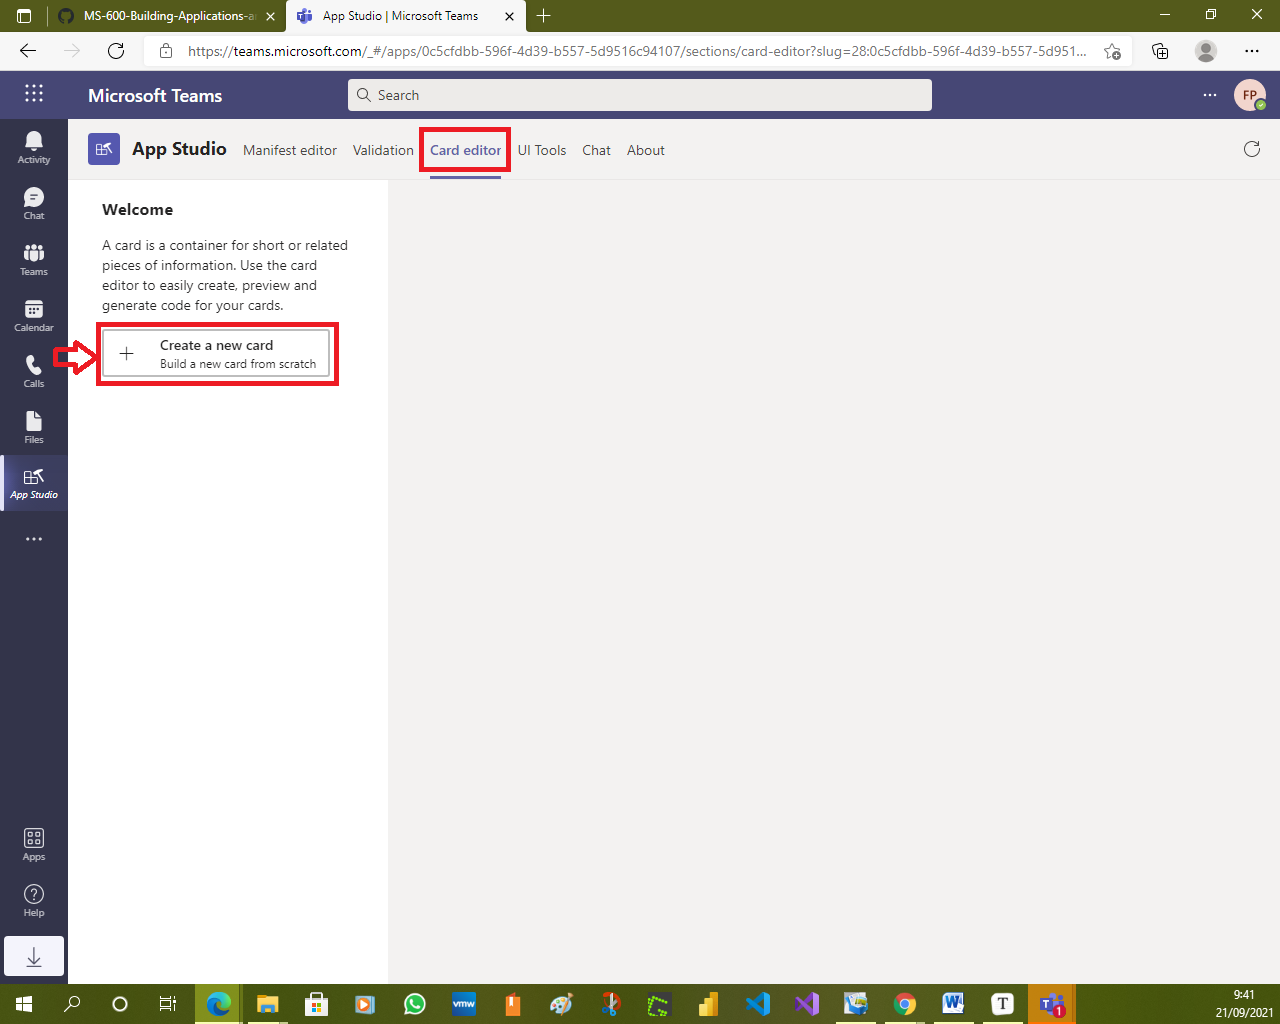 MS-600-Building-Applications-a
App Studio | Microsoft Teams
https://teams.microsoft.com/_#/apps/0c5cfdbb-596f-4d39-b557-5d9516c94107/sections/card-editor?slug=28:0c5cfdbb-596f-4d39-b557-5d951...
Microsoft Teams
Search
FP
Activity
Chat
Teams
Calendar
Calls
Files
App Studio
Apps
Help
App Studio
Manifest editor
Validation
Card editor
UI Tools
Chat
About
Welcome
A card is a container for short or related
pieces of information. Use the card
editor to easily create, preview and
generate code for your cards.
Create a new card
Build a new card from scratch
vmw
W
T
1
9:41
21/09/2021